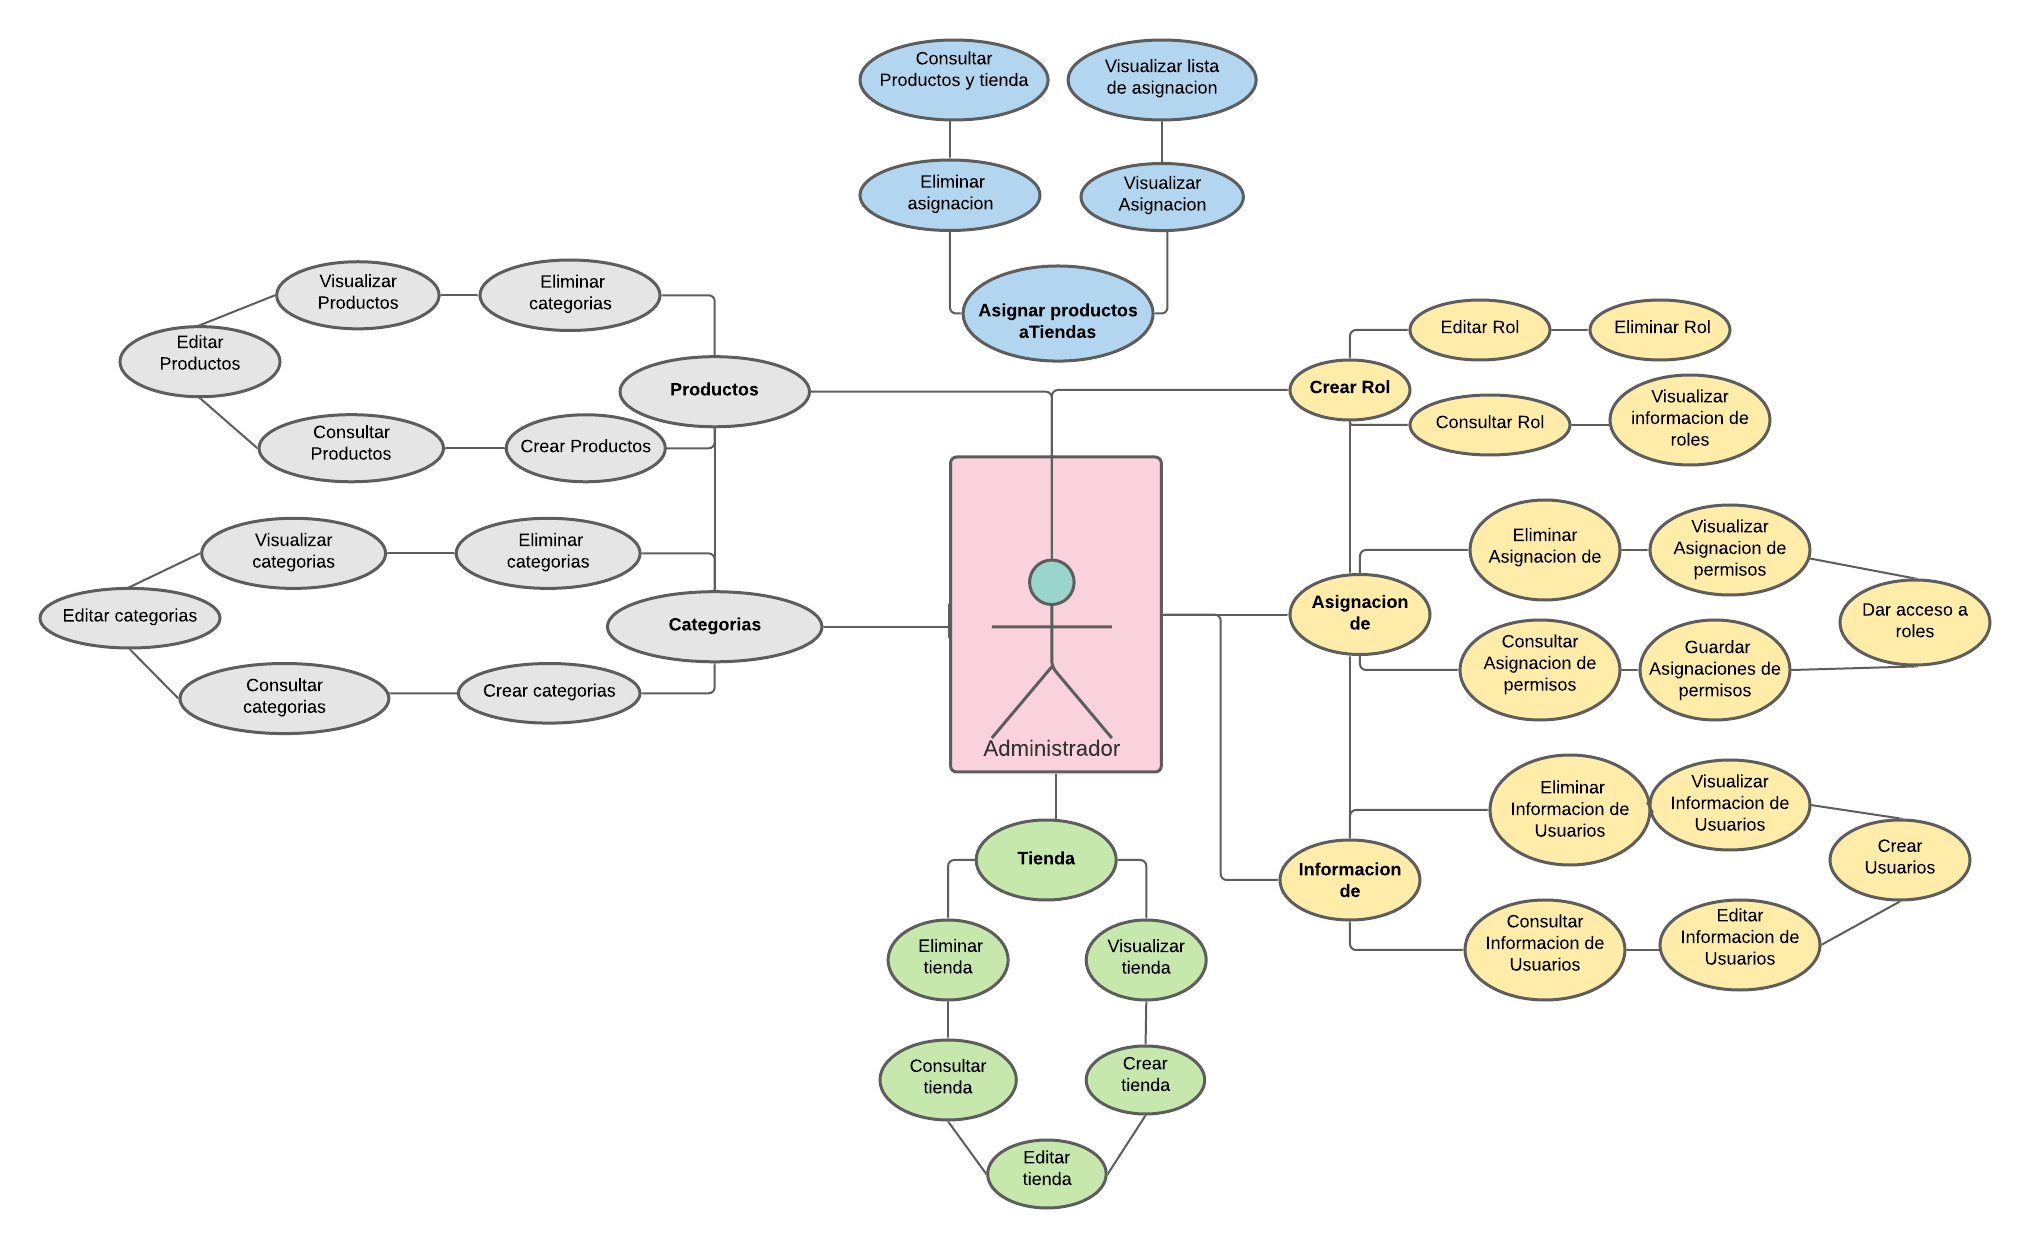 Consultar
Productos y tienda
Visualizar lista
de asignacion
Eliminar
asignacion
Visualizar
Asignacion
Asignar productos
aTiendas
Visualizar
Productos
Eliminar
categorias
Editar
Productos
Productos
Consultar
Productos
Crear Productos
Visualizar
categorias
Eliminar
categorias
Editar categorias
Categorias
Consultar
categorias
Crear categorias
Administrador
Editar Rol
Eliminar Rol
Crear Rol
Consultar Rol
Visualizar
informacion de
roles
Eliminar
Asignacion de
Visualizar
Asignacion de
permisos
Asignacion
de
Dar acceso a
roles
Consultar
Asignacion de
permisos
Guardar
Asignaciones de
permisos
Eliminar
Informacion de
Usuarios
Visualizar
Informacion de
Usuarios
Informacion
de
Crear
Usuarios
Consultar
Informacion de
Usuarios
Editar
Informacion de
Usuarios
Tienda
Eliminar
tienda
Visualizar
tienda
Consultar
tienda
Crear
tienda
Editar
tienda